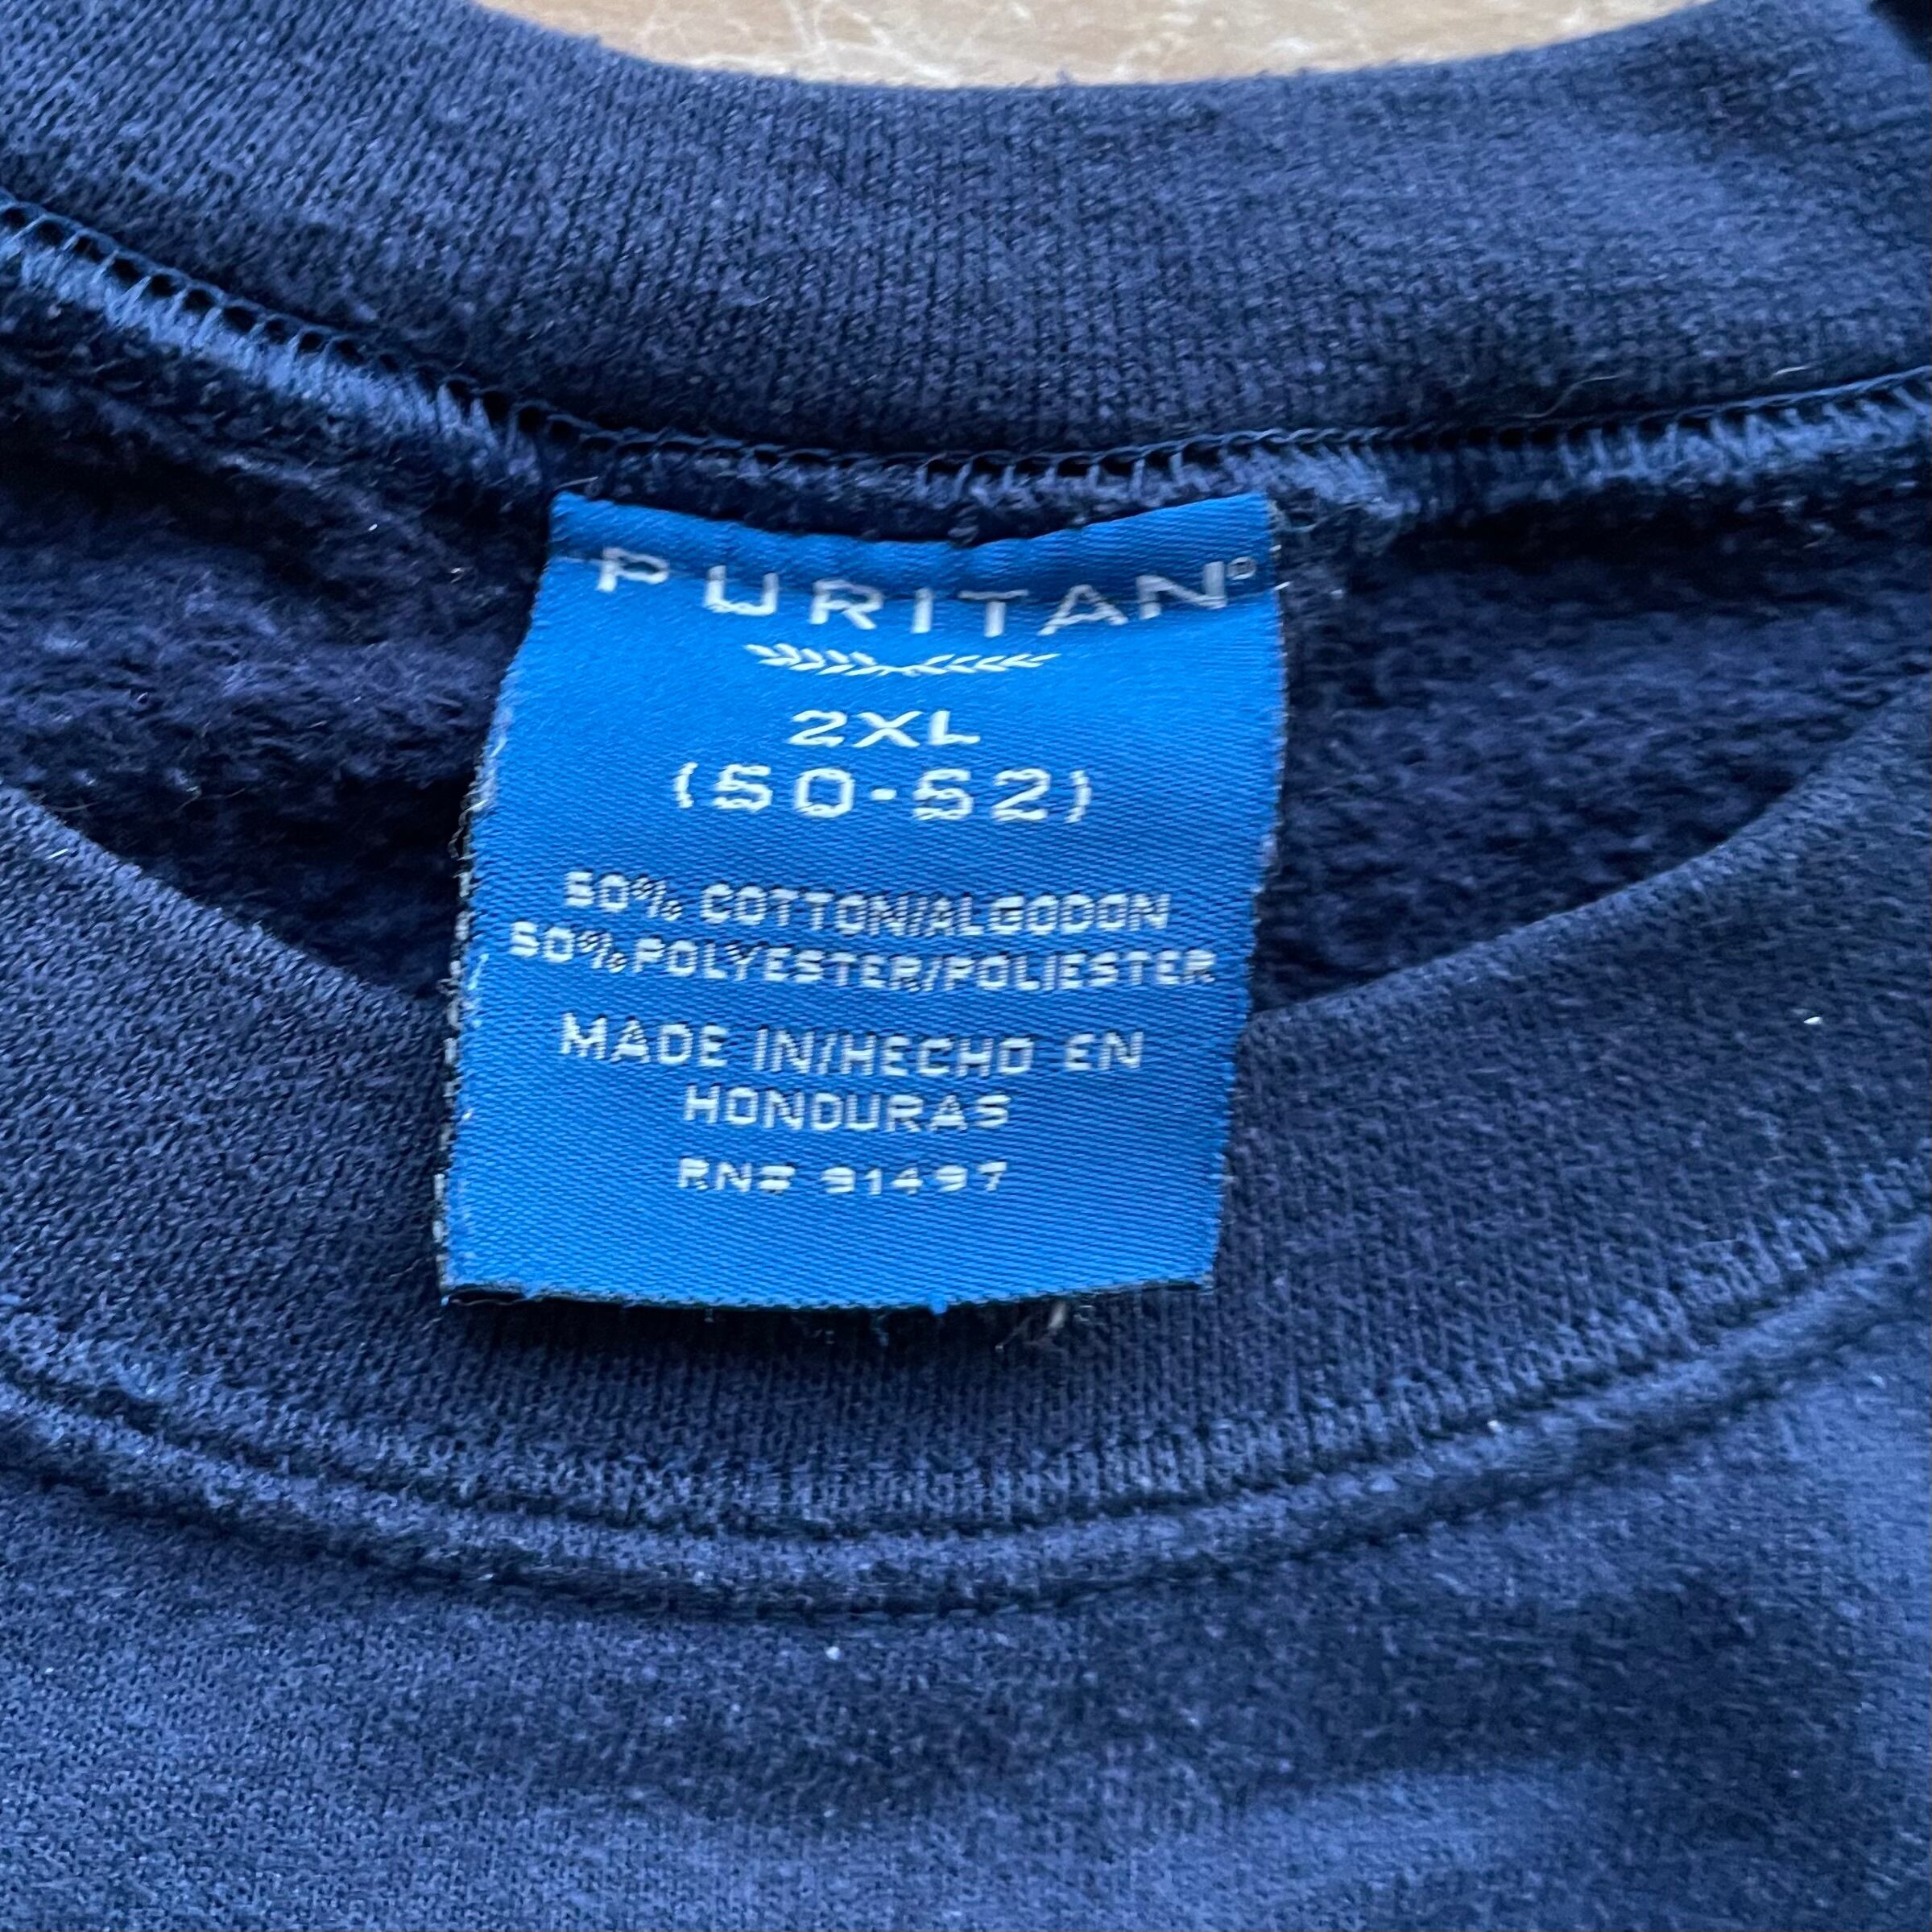 PURITAN®
2XL
(50-52)
50% COTTON/ALGODON
50% POLYESTER/POLIESTER
MADE IN/HECHO EN
HONDURAS
RN# 91497